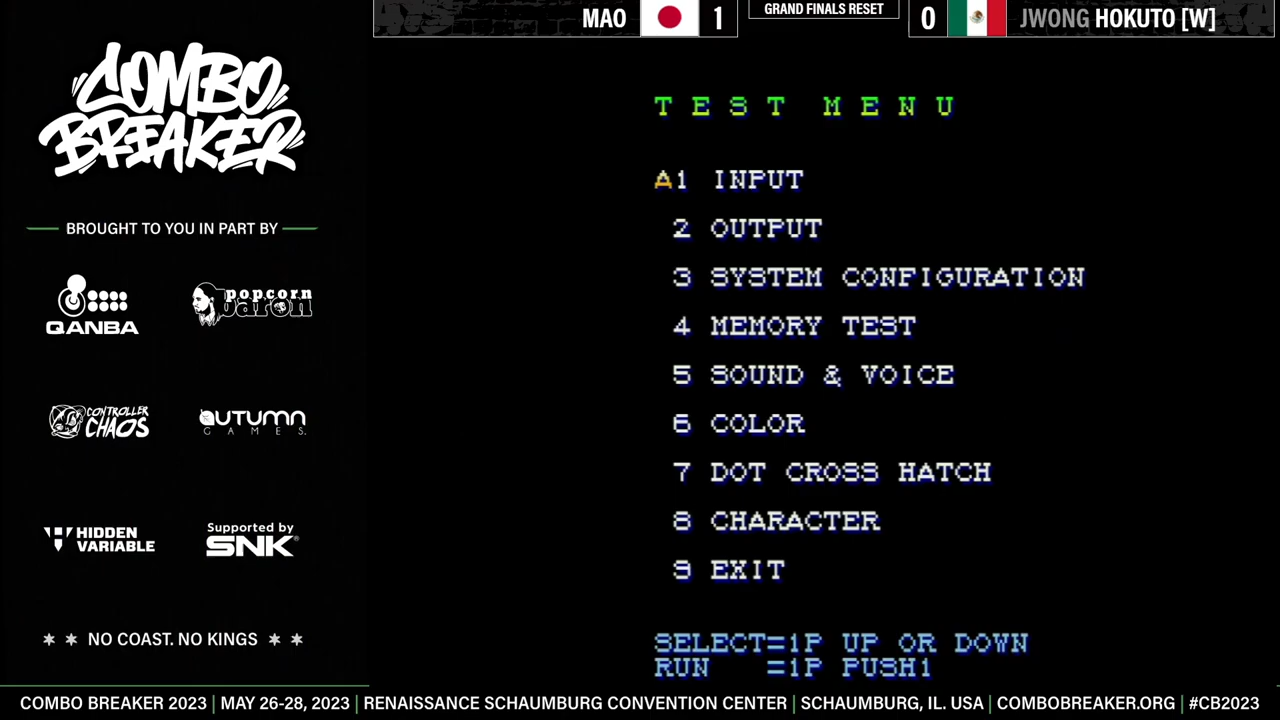 MAO 1 GRAND FINALS RESET 0 JWONG HOKUTO [W]
COMBO
BREAKER
BROUGHT TO YOU IN PART BY
QANBA
popcorn
baron
CONTROLLER
CHAOS
AUTUMN
GAMES.
HIDDEN
VARIABLE
Supported by
SNK®
NO COAST. NO KINGS
TEST MENU
A1 INPUT
2 OUTPUT
3 SYSTEM CONFIGURATION
4 MEMORY TEST
5 SOUND & VOICE
6 COLOR
7 DOT CROSS HATCH
8 CHARACTER
9 EXIT
SELECT=1P UP OR DOWN
RUN =1P PUSH1
COMBO BREAKER 2023 | MAY 26-28, 2023 | RENAISSANCE SCHAUMBURG CONVENTION CENTER | SCHAUMBURG, IL. USA | COMBOBREAKER.ORG | #CB2023